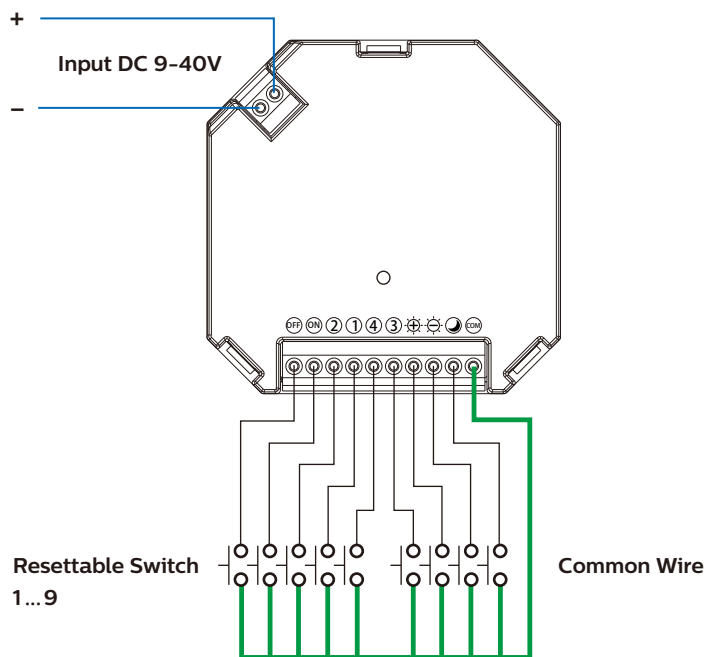 +
Input DC 9-40V
−
OFF ON 2 1 4 3 COM
Resettable Switch
1...9
Common Wire